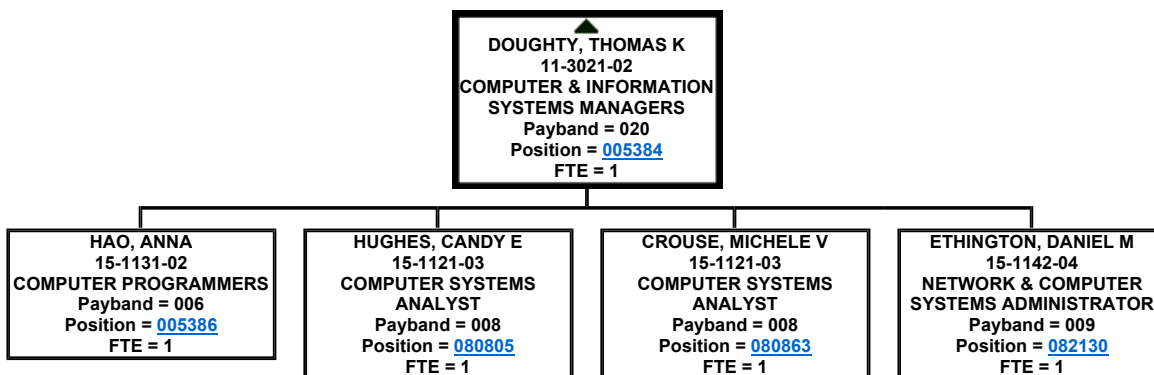 DOUGHTY, THOMAS K
11-3021-02
COMPUTER & INFORMATION
SYSTEMS MANAGERS
Payband = 020
Position = 005384
FTE = 1
HAO, ANNA
15-1131-02
COMPUTER PROGRAMMERS
Payband = 006
Position = 005386
FTE = 1
HUGHES, CANDY E
15-1121-03
COMPUTER SYSTEMS
ANALYST
Payband = 008
Position = 080805
FTE = 1
CROUSE, MICHELE V
15-1121-03
COMPUTER SYSTEMS
ANALYST
Payband = 008
Position = 080863
FTE = 1
ETHINGTON, DANIEL M
15-1142-04
NETWORK & COMPUTER
SYSTEMS ADMINISTRATOR
Payband = 009
Position = 082130
FTE = 1